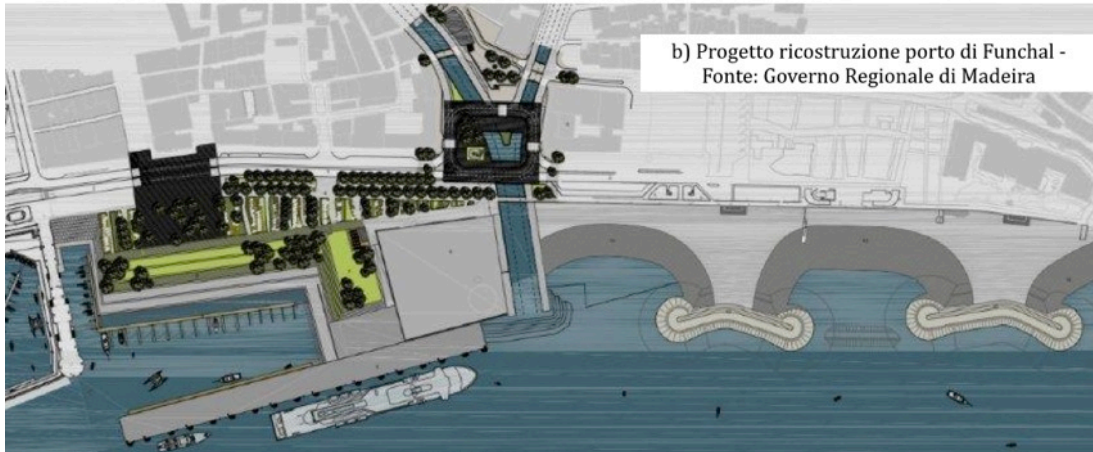 b) Progetto ricostruzione porto di Funchal -
Fonte: Governo Regionale di Madeira